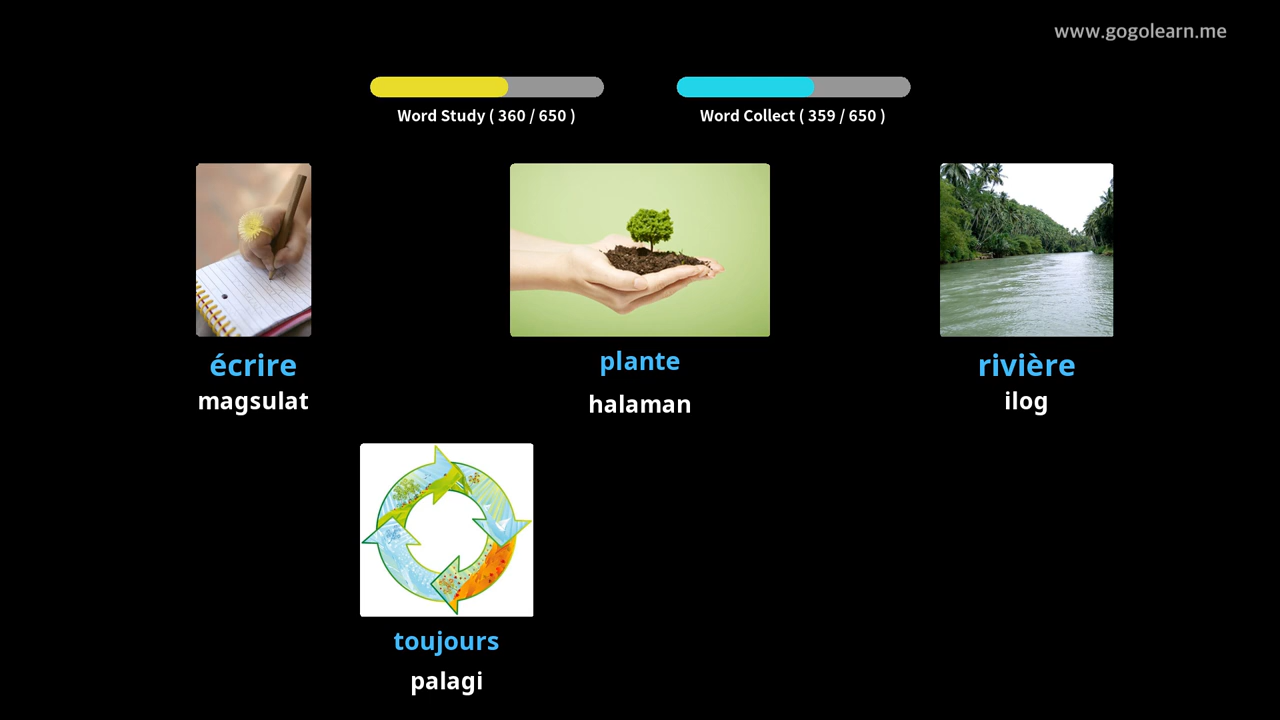 www.gogolearn.me
Word Study ( 360 / 650 )
Word Collect ( 359 / 650 )
écrire
magsulat
plante
halaman
rivière
ilog
toujours
palagi